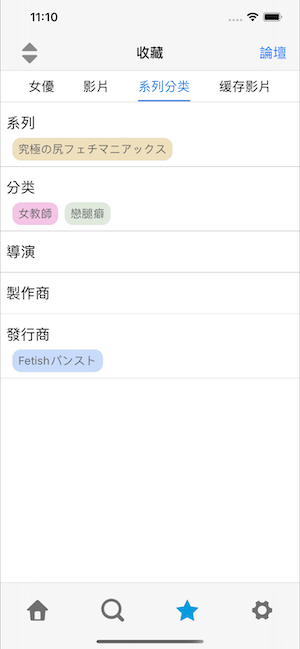 11:10
收藏
論壇
女優 影片 系列分类 缓存影片
系列
究極の尻フェチマニアックス
分类
女教師 戀腿癖
導演
製作商
發行商
Fetishパンスト